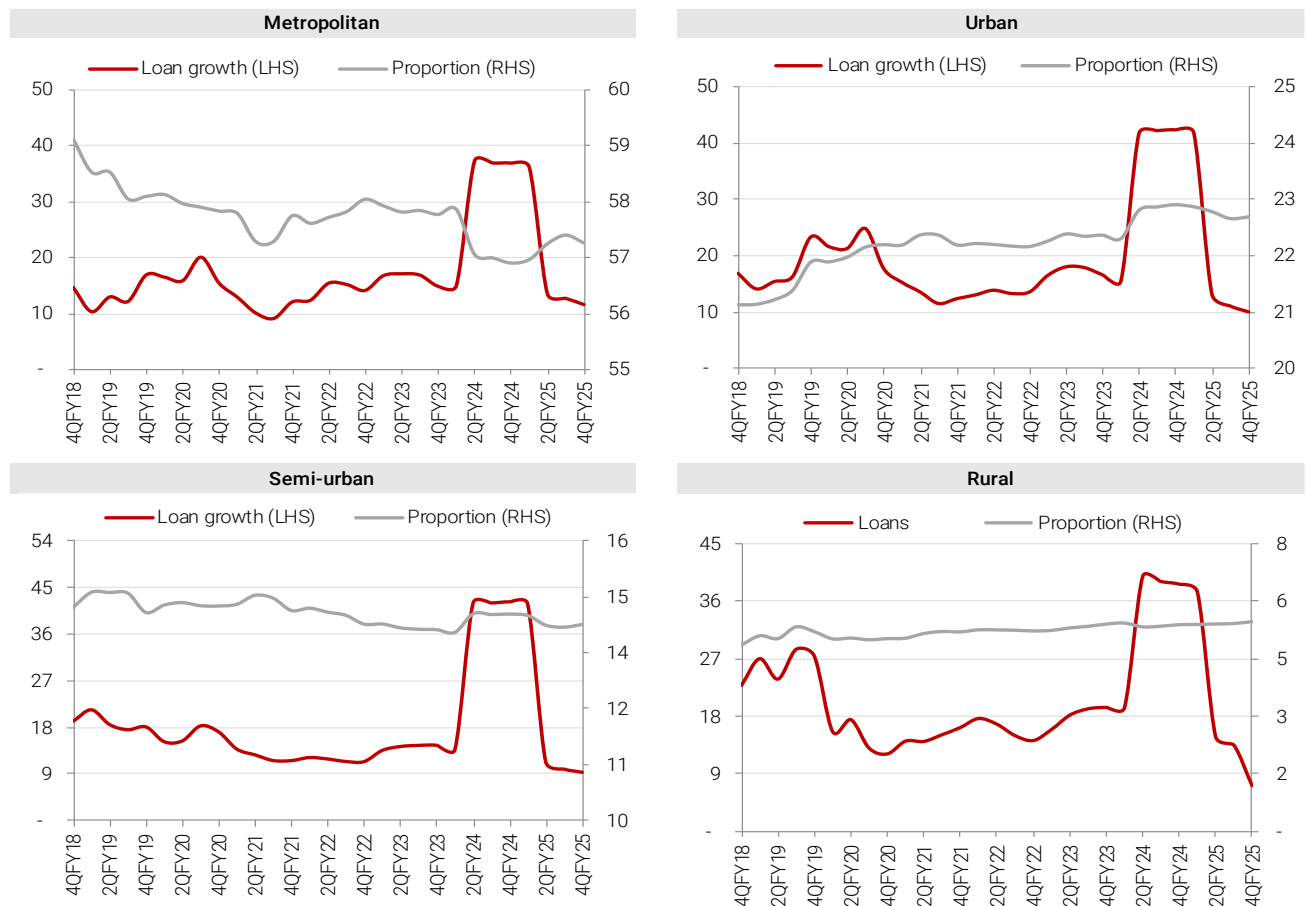 Metropolitan
Loan growth (LHS) Proportion (RHS)
50 60
40 59
30 58
20 57
10 56
- 55
4QFY18 2QFY19 4QFY19 2QFY20 4QFY20 2QFY21 4QFY21 2QFY22 4QFY22 2QFY23 4QFY23 2QFY24 4QFY24 2QFY25 4QFY25
Urban
Loan growth (LHS) Proportion (RHS)
50 25
40 24
30 23
20 22
10 21
- 20
4QFY18 2QFY19 4QFY19 2QFY20 4QFY20 2QFY21 4QFY21 2QFY22 4QFY22 2QFY23 4QFY23 2QFY24 4QFY24 2QFY25 4QFY25
Semi-urban
Loan growth (LHS) Proportion (RHS)
54 16
45 15
36 14
27 12
18 11
9 10
-
4QFY18 2QFY19 4QFY19 2QFY20 4QFY20 2QFY21 4QFY21 2QFY22 4QFY22 2QFY23 4QFY23 2QFY24 4QFY24 2QFY25 4QFY25
Rural
Loans Proportion (RHS)
45 8
36 6
27 5
18 3
9 2
- -
4QFY18 2QFY19 4QFY19 2QFY20 4QFY20 2QFY21 4QFY21 2QFY22 4QFY22 2QFY23 4QFY23 2QFY24 4QFY24 2QFY25 4QFY25